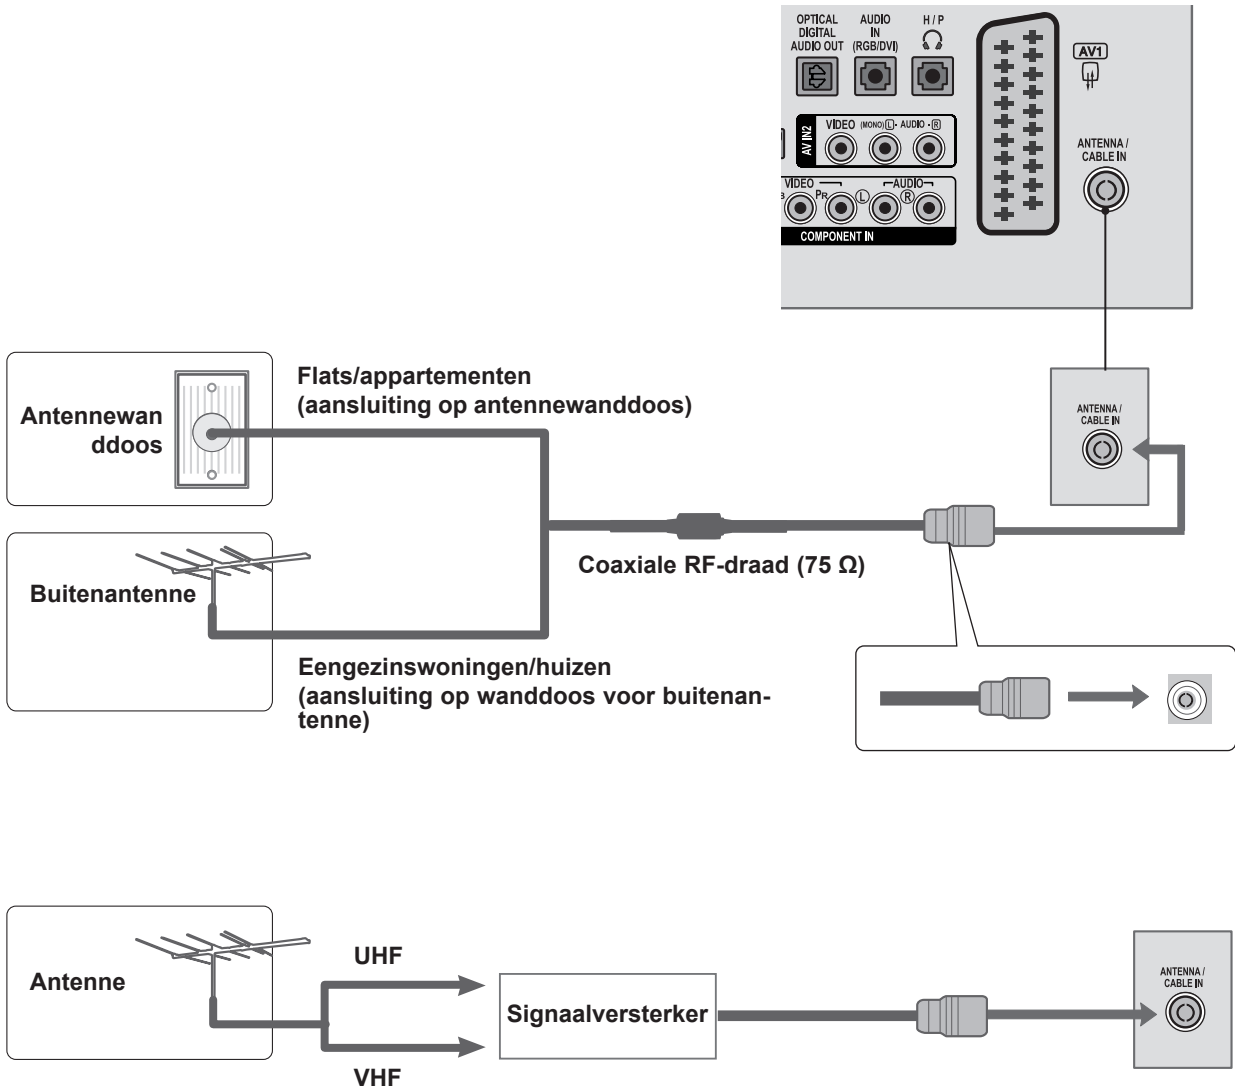 OPTICAL
DIGITAL
AUDIO OUT
AUDIO
IN
(RGB/DVI)
H / P
AV1
AV IN2
VIDEO
(MONO) L - AUDIO - R
ANTENNA /
CABLE IN
VIDEO
AUDIO
B
PR
L
R
COMPONENT IN
Antennewan
ddoos
Flats/appartementen
(aansluiting op antennewanddoos)
ANTENNA /
CABLE IN
Buitenantenne
Coaxiale RF-draad (75 Ω)
Eengezinswoningen/huizen
(aansluiting op wanddoos voor buitenan-
tenne)
Antenne
UHF
VHF
Signaalversterker
ANTENNA /
CABLE IN